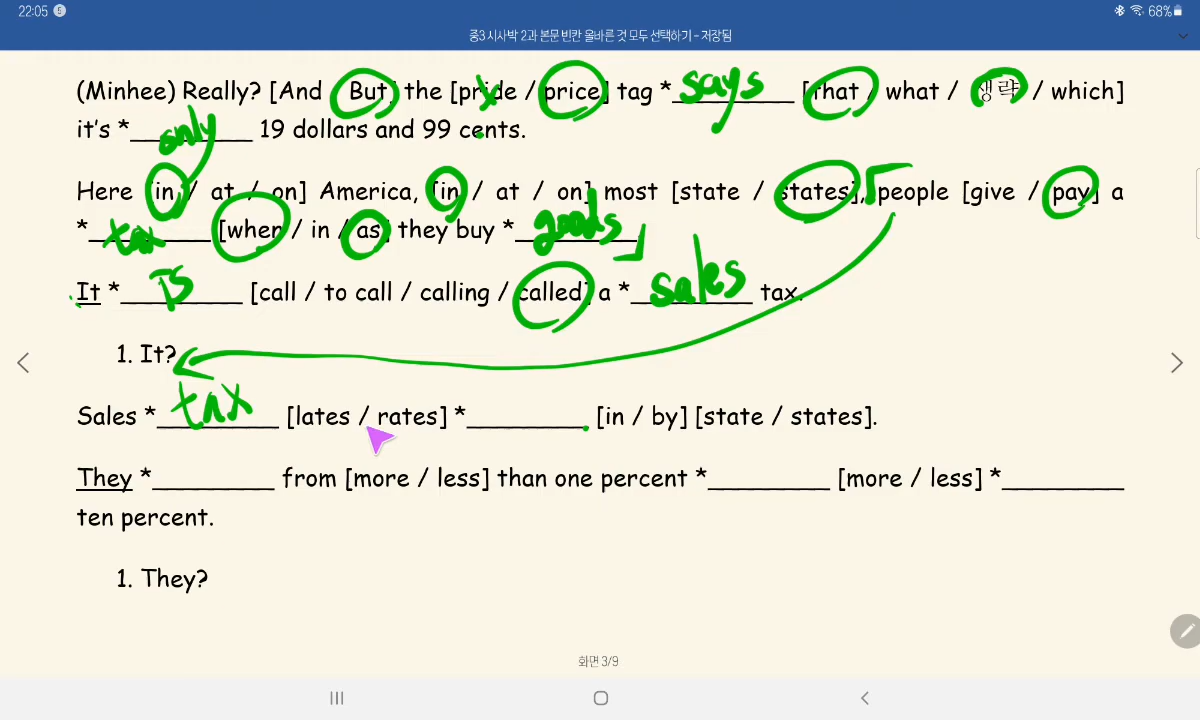 22:05 5 68%
중3 시사박 2과 본문 빈칸 올바른 것 모두 선택하기 - 저장됨
(Minhee) Really? [And / But] the [pride / price] tag *says [that / what / 생략 / which]
it's *only 19 dollars and 99 cents.
Here [in / at / on] America, [in / at / on] most [state / states], people [give / pay] a
*tax [when / in / as] they buy *goods
It *is [call / to call / calling / called] a *sales tax.
1. It?
Sales *tax [lates / rates] *________ [in / by] [state / states].
They *________ from [more / less] than one percent *________ [more / less] *________
ten percent.
1. They?
화면 3/9